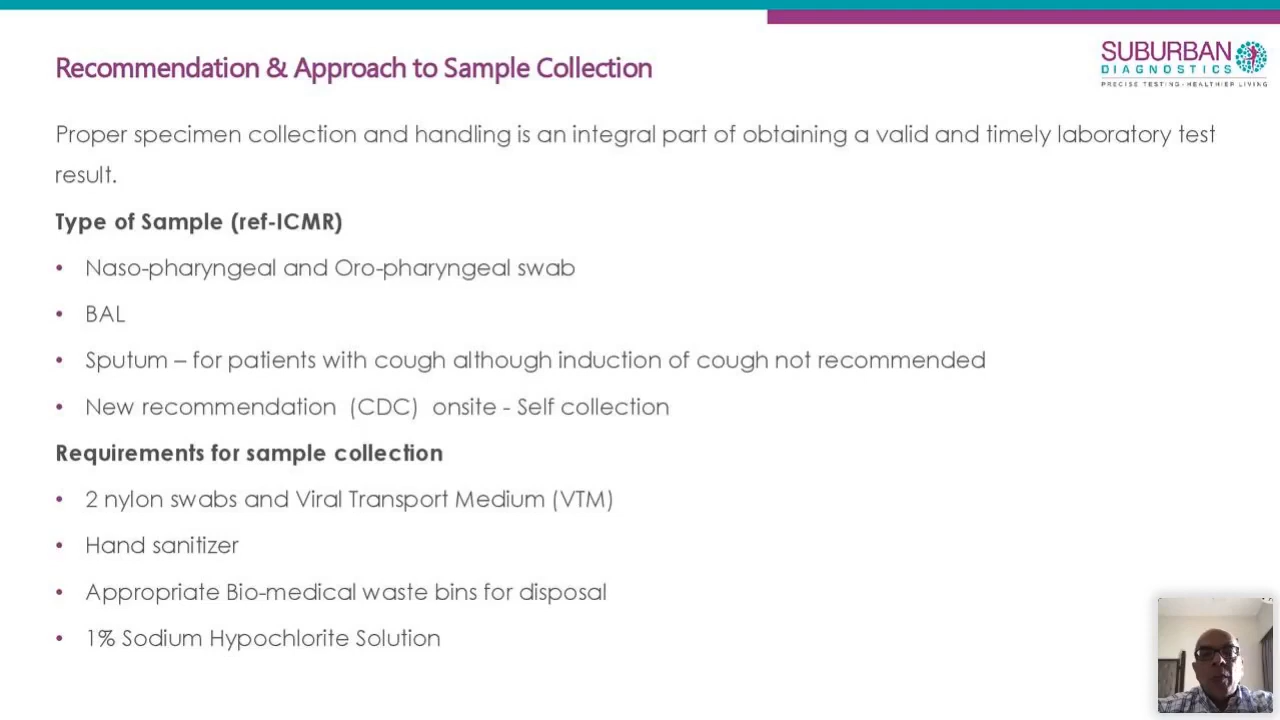 Recommendation & Approach to Sample Collection
SUBURBAN
DIAGNOSTICS
PRECISE TESTING - HEALTHIER LIVING
Proper specimen collection and handling is an integral part of obtaining a valid and timely laboratory test
result.
Type of Sample (ref-ICMR)
• Naso-pharyngeal and Oro-pharyngeal swab
• BAL
• Sputum – for patients with cough although induction of cough not recommended
• New recommendation (CDC) onsite - Self collection
Requirements for sample collection
• 2 nylon swabs and Viral Transport Medium (VTM)
• Hand sanitizer
• Appropriate Bio-medical waste bins for disposal
• 1% Sodium Hypochlorite Solution